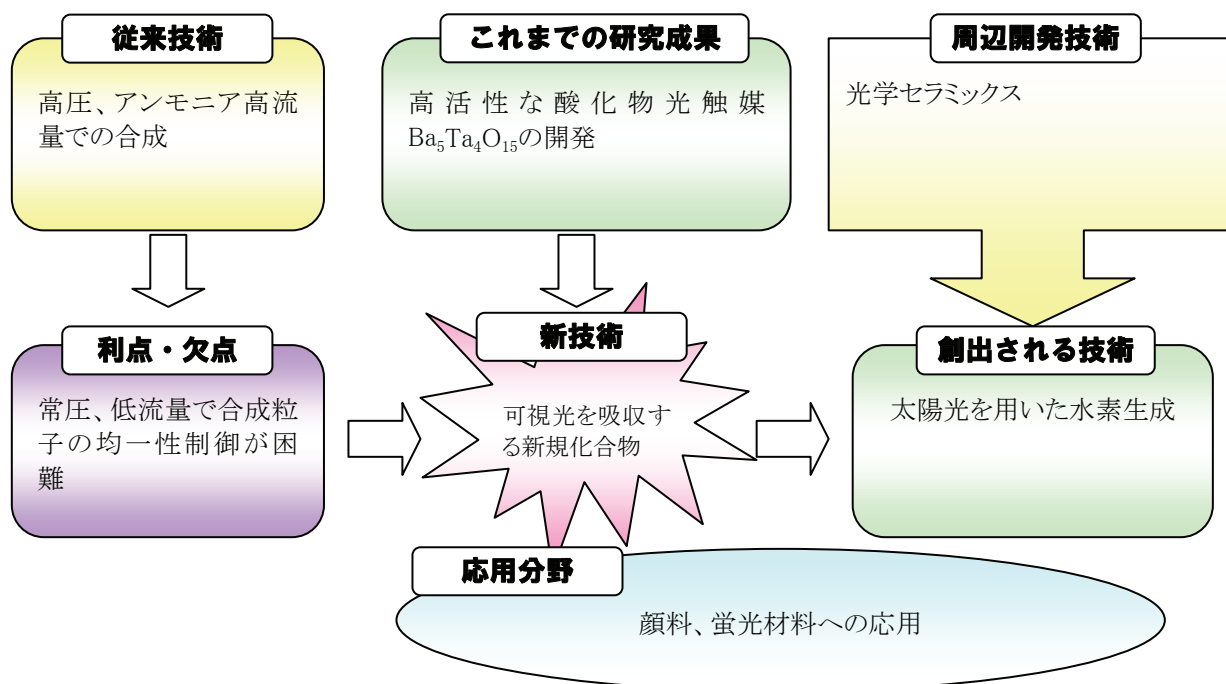 従来技術
高圧、アンモニア高流
量での合成
これまでの研究成果
高活性な酸化物光触媒
Ba₅Ta₄O₁₅の開発
周辺開発技術
光学セラミックス
利点・欠点
常圧、低流量で合成粒
子の均一性制御が困
難
新技術
可視光を吸収す
る新規化合物
創出される技術
太陽光を用いた水素生成
応用分野
顔料、蛍光材料への応用